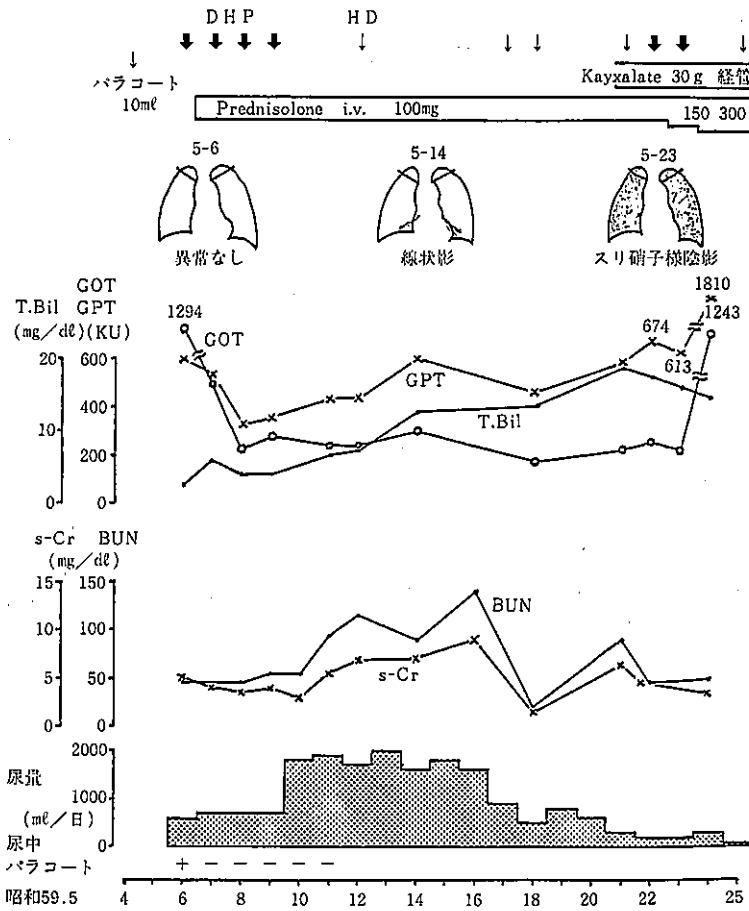 DHP HD
パラコート
10mℓ
Kayxalate 30g 経管
Prednisolone i.v. 100mg 150 300
5-6 5-14 5-23
異常なし 線状影 スリ硝子様陰影
GOT
T.Bil GPT
(mg/dℓ)(KU)
1294 GOT 674 1810
1243
20 600 GPT 613
400 T.Bil
10
200
0 0
s-Cr BUN
(mg/dℓ)
15 150 BUN
10 100
5 50 s-Cr
0 0
尿量 2000
(mℓ/日) 1000
尿中 0
パラコート + − − − − −
昭和59.5 4 6 8 10 12 14 16 18 20 22 25